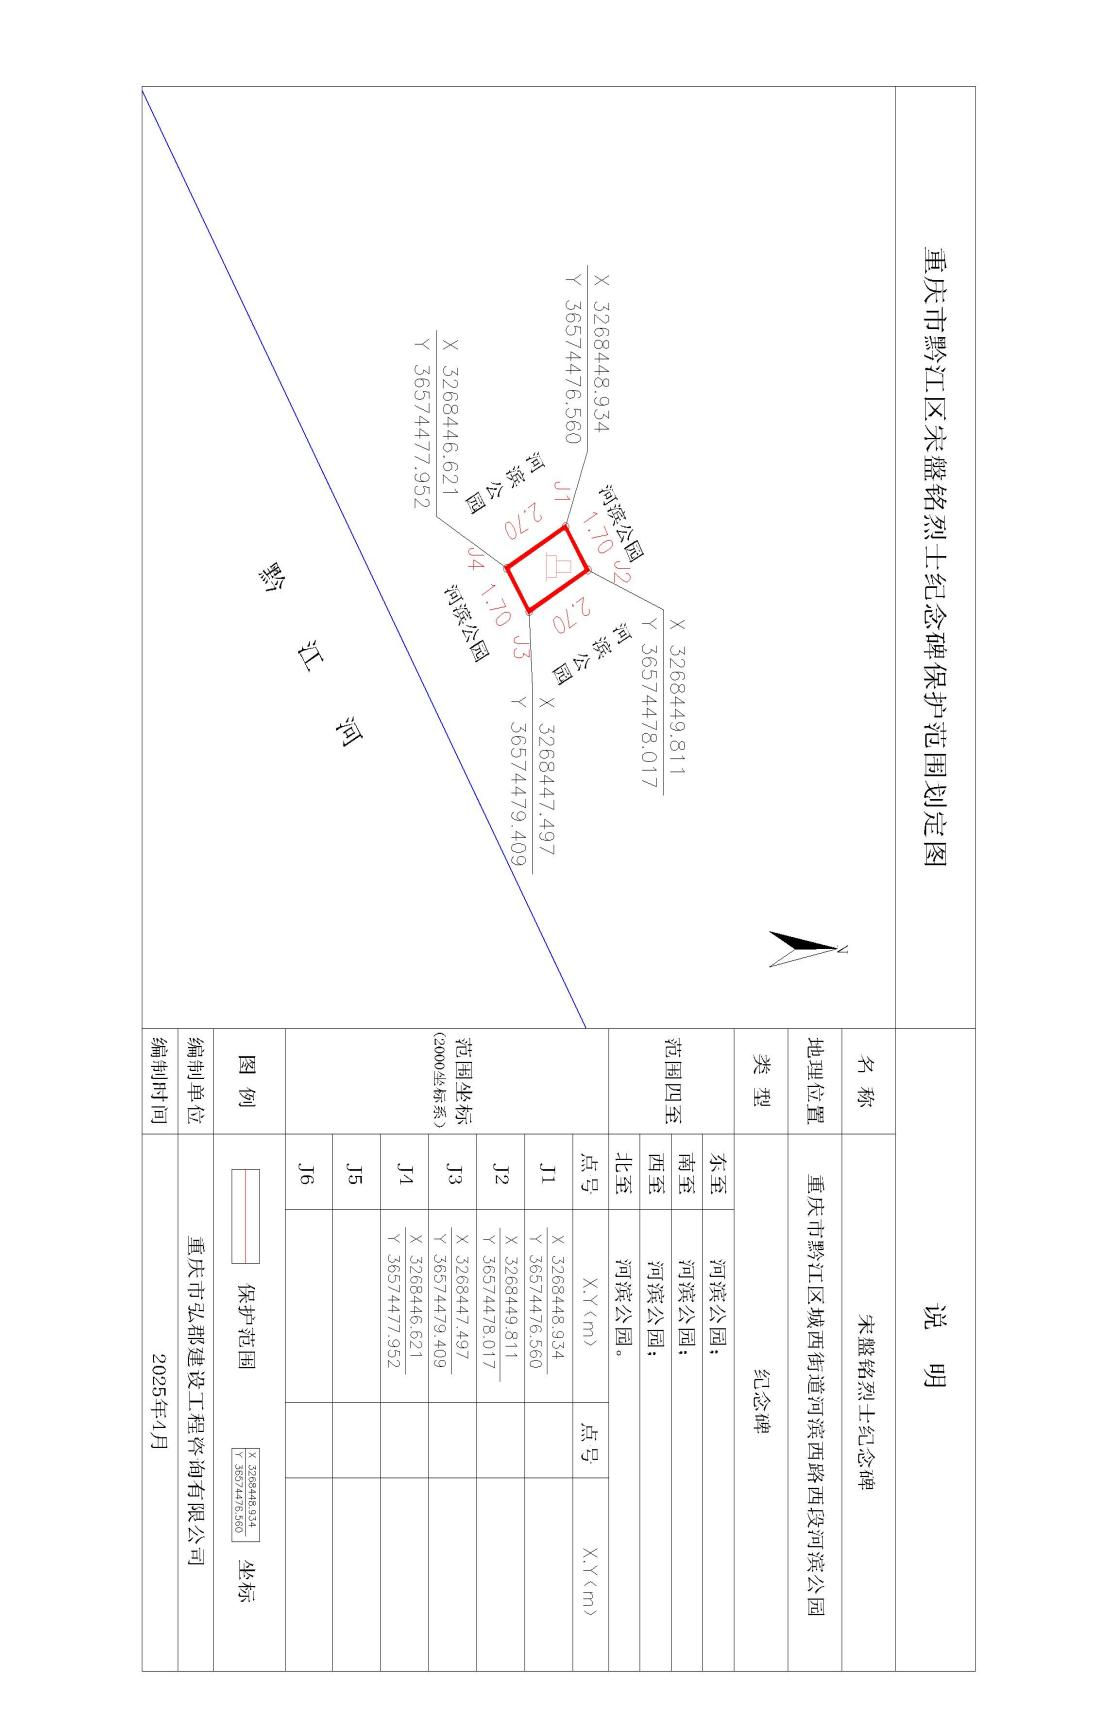 重庆市黔江区宋盤铭烈士纪念碑保护范围划定图
N
X 3268448.934
Y 36574476.560
X 3268449.811
Y 36574478.017
X 3268446.621
Y 36574477.952
X 3268447.497
Y 36574479.409
河滨公园
J1
1.70
J2
河滨公园
2.70
2.70
河滨公园
J4
1.70
J3
河滨公园
黔江河
说 明
名 称 宋盤铭烈士纪念碑
地理位置 重庆市黔江区城西街道河滨西路西段河滨公园
类 型 纪念碑
范围四至
东至 河滨公园；
南至 河滨公园；
西至 河滨公园；
北至 河滨公园。
范围坐标
(2000坐标系)
点号 X.Y(m) 点号 X.Y(m)
J1 X 3268448.934
Y 36574476.560
J2 X 3268449.811
Y 36574478.017
J3 X 3268447.497
Y 36574479.409
J4 X 3268446.621
Y 36574477.952
J5
J6
图 例 保护范围 X 3268448.934
Y 36574476.560 坐标
编制单位 重庆市弘郡建设工程咨询有限公司
编制时间 2025年4月